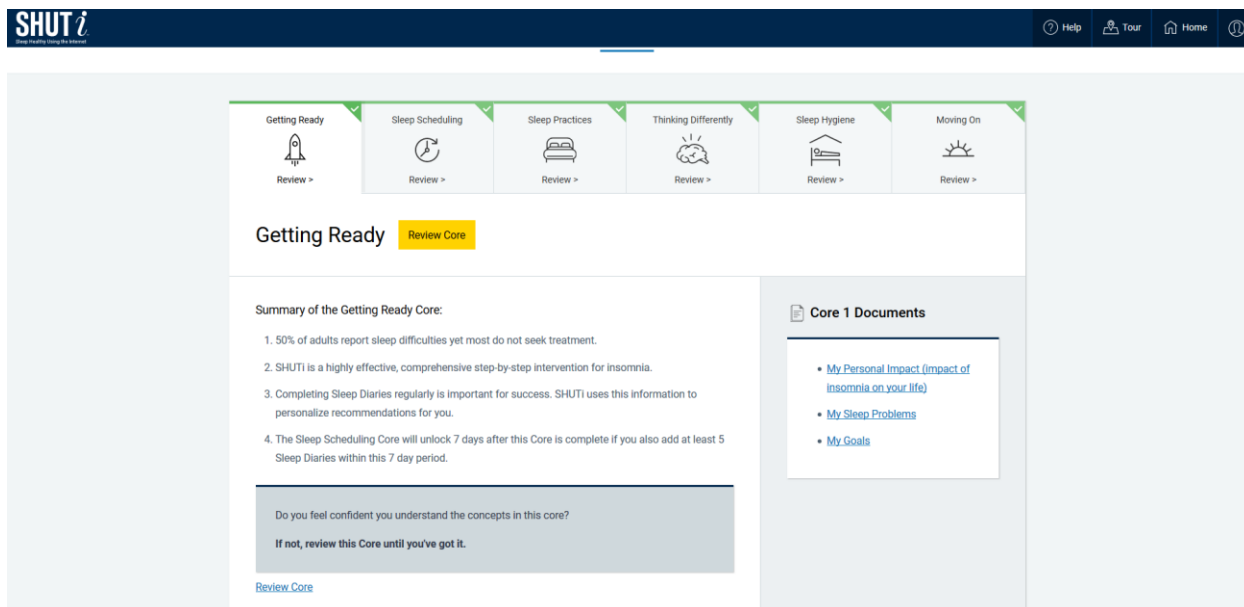 SHUTi
Sleep Healthy Using the Internet
Help
Tour
Home
Getting Ready
Review >
Sleep Scheduling
Review >
Sleep Practices
Review >
Thinking Differently
Review >
Sleep Hygiene
Review >
Moving On
Review >
Getting Ready
Review Core
Summary of the Getting Ready Core:
1. 50% of adults report sleep difficulties yet most do not seek treatment.
2. SHUTi is a highly effective, comprehensive step-by-step intervention for insomnia.
3. Completing Sleep Diaries regularly is important for success. SHUTi uses this information to
personalize recommendations for you.
4. The Sleep Scheduling Core will unlock 7 days after this Core is complete if you also add at least 5
Sleep Diaries within this 7 day period.
Do you feel confident you understand the concepts in this core?
If not, review this Core until you've got it.
Review Core
Core 1 Documents
• My Personal Impact (impact of
insomnia on your life)
• My Sleep Problems
• My Goals